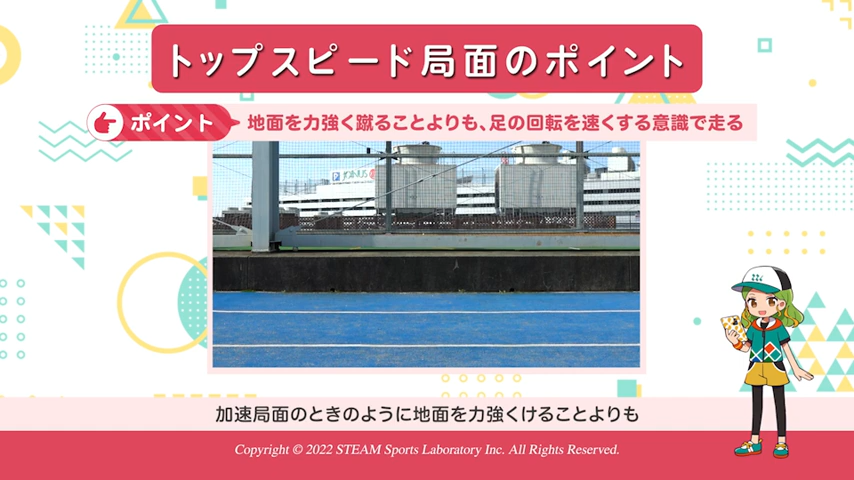 トップスピード局面のポイント
ポイント
地面を力強く蹴ることよりも、足の回転を速くする意識で走る
加速局面のときのように地面を力強くけることよりも
Copyright © 2022 STEAM Sports Laboratory Inc. All Rights Reserved.